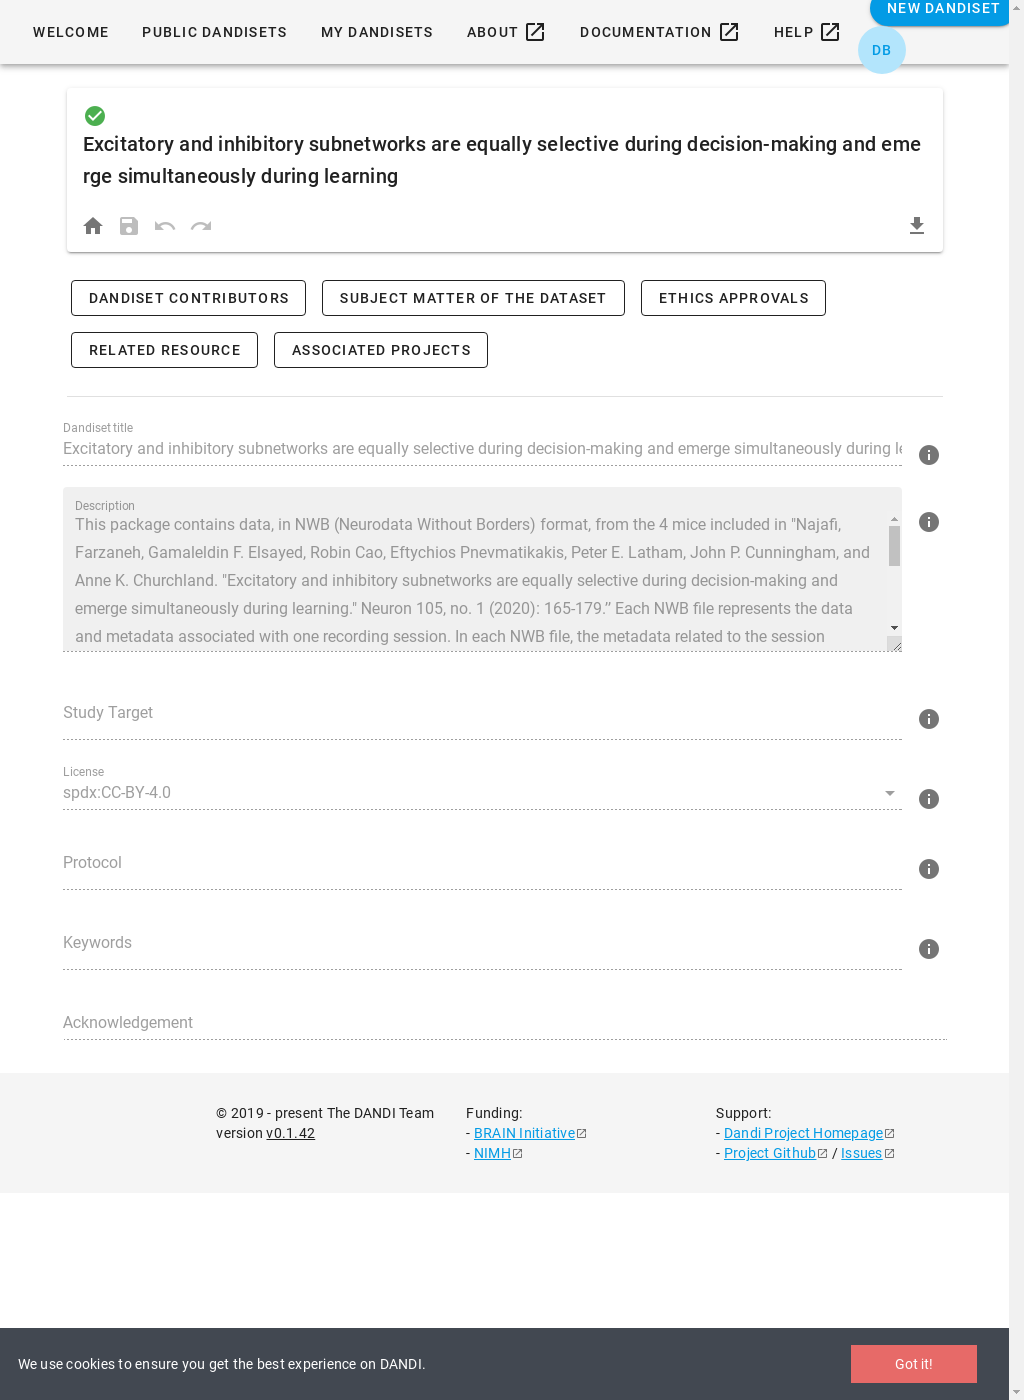 WELCOME PUBLIC DANDISETS MY DANDISETS ABOUT DOCUMENTATION HELP NEW DANDISET
DB
Excitatory and inhibitory subnetworks are equally selective during decision-making and eme
rge simultaneously during learning
DANDISET CONTRIBUTORS SUBJECT MATTER OF THE DATASET ETHICS APPROVALS
RELATED RESOURCE ASSOCIATED PROJECTS
Dandiset title
Excitatory and inhibitory subnetworks are equally selective during decision-making and emerge simultaneously during le
Description
This package contains data, in NWB (Neurodata Without Borders) format, from the 4 mice included in "Najafi,
Farzaneh, Gamaleldin F. Elsayed, Robin Cao, Eftychios Pnevmatikakis, Peter E. Latham, John P. Cunningham, and
Anne K. Churchland. "Excitatory and inhibitory subnetworks are equally selective during decision-making and
emerge simultaneously during learning." Neuron 105, no. 1 (2020): 165-179.” Each NWB file represents the data
and metadata associated with one recording session. In each NWB file, the metadata related to the session
Study Target
License
spdx:CC-BY-4.0
Protocol
Keywords
Acknowledgement
© 2019 - present The DANDI Team
version v0.1.42
Funding:
- BRAIN Initiative
- NIMH
Support:
- Dandi Project Homepage
- Project Github / Issues
We use cookies to ensure you get the best experience on DANDI.
Got it!